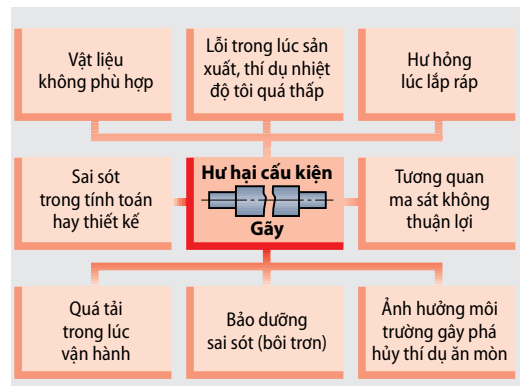 Vật liệu
không phù hợp
Lỗi trong lúc sản
xuất, thí dụ nhiệt
độ tôi quá thấp
Hư hỏng
lúc lắp ráp
Sai sót
trong tính toán
hay thiết kế
Hư hại cấu kiện
Gãy
Tương quan
ma sát không
thuận lợi
Quá tải
trong lúc
vận hành
Bảo dưỡng
sai sót (bôi trơn)
Ảnh hưởng môi
trường gây phá
hủy thí dụ ăn mòn